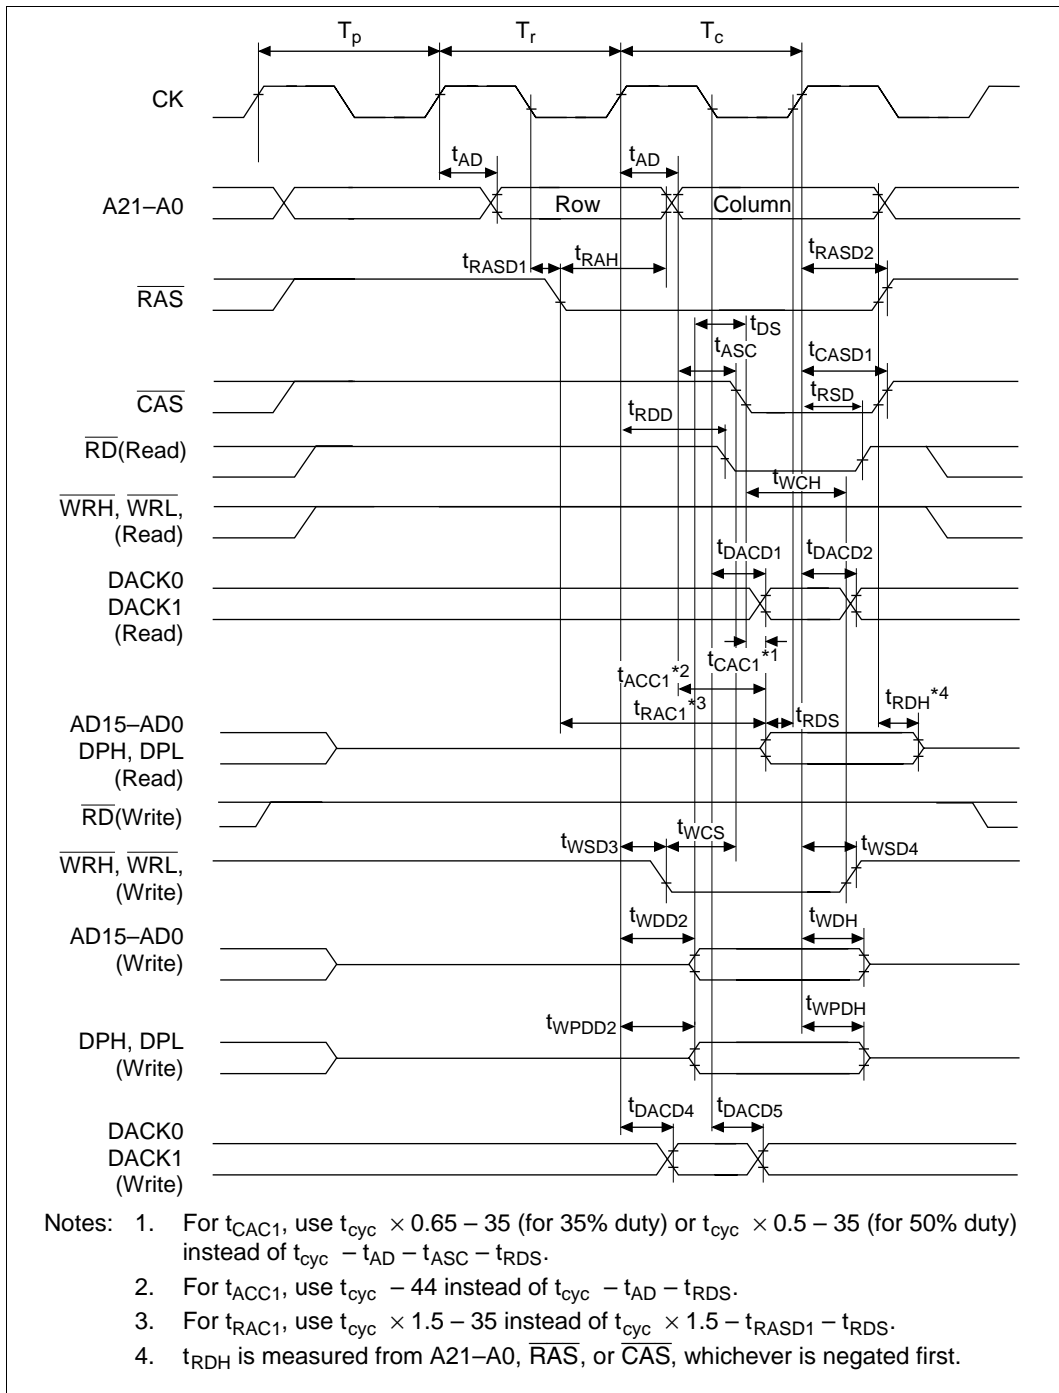 Tp Tr Tc
CK
tAD tAD
A21–A0 Row Column
tRASD1 tRAH tRASD2
RAS
tDS
tASC tCASD1
CAS
tRDD tRSD
RD(Read)
tWCH
WRH, WRL,
(Read)
tDACD1 tDACD2
DACK0
DACK1
(Read)
tCAC1*1
tACC1*2
tRAC1*3 tRDS tRDH*4
AD15–AD0
DPH, DPL
(Read)
RD(Write)
tWSD3 tWCS tWSD4
WRH, WRL,
(Write)
tWDD2 tWDH
AD15–AD0
(Write)
tWPDD2 tWPDH
DPH, DPL
(Write)
tDACD4 tDACD5
DACK0
DACK1
(Write)
Notes: 1. For tCAC1, use tcyc × 0.65 – 35 (for 35% duty) or tcyc × 0.5 – 35 (for 50% duty)
instead of tcyc – tAD – tASC – tRDS.
2. For tACC1, use tcyc – 44 instead of tcyc – tAD – tRDS.
3. For tRAC1, use tcyc × 1.5 – 35 instead of tcyc × 1.5 – tRASD1 – tRDS.
4. tRDH is measured from A21–A0, RAS, or CAS, whichever is negated first.